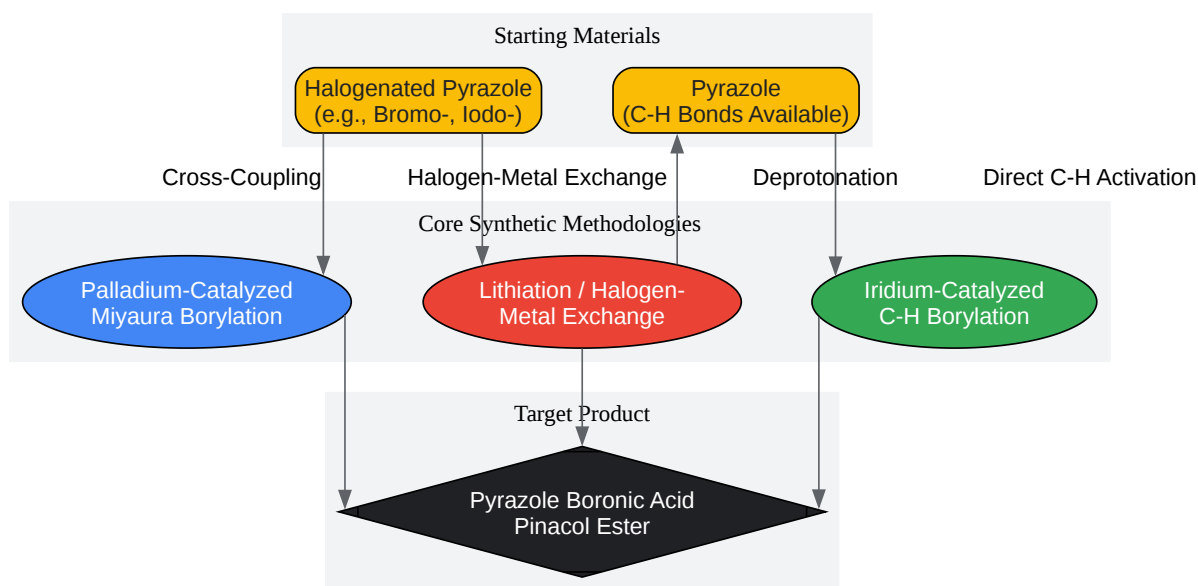 Starting Materials
Halogenated Pyrazole
(e.g., Bromo-, Iodo-)
Pyrazole
(C-H Bonds Available)
Cross-Coupling
Halogen-Metal Exchange
Deprotonation
Direct C-H Activation
Core Synthetic Methodologies
Palladium-Catalyzed
Miyaura Borylation
Lithiation / Halogen-
Metal Exchange
Iridium-Catalyzed
C-H Borylation
Target Product
Pyrazole Boronic Acid
Pinacol Ester